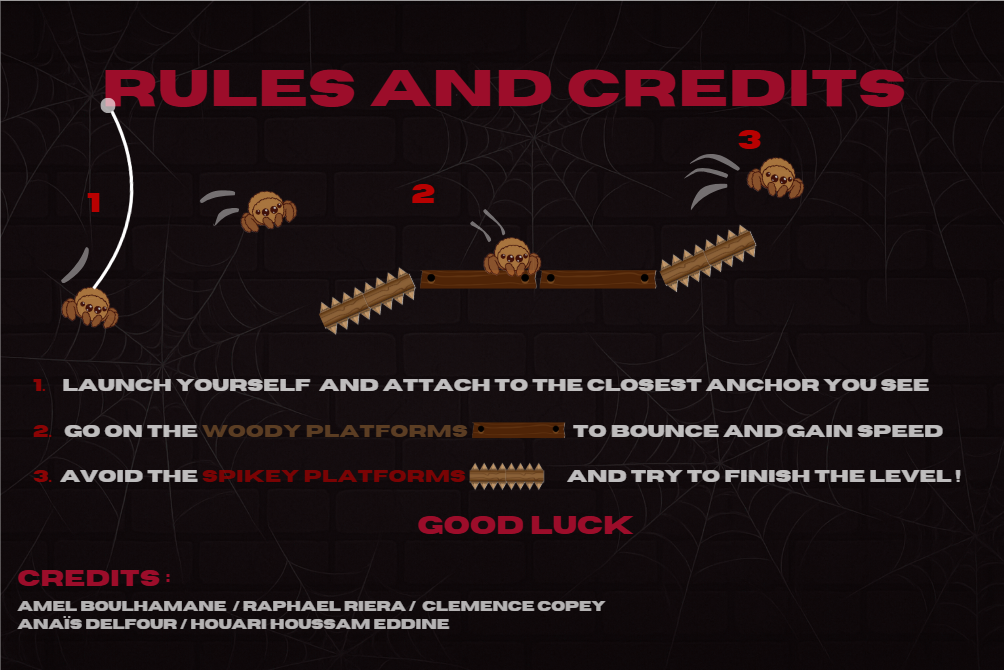 RULES AND CREDITS
1
2
3
1. LAUNCH YOURSELF AND ATTACH TO THE CLOSEST ANCHOR YOU SEE
2. GO ON THE WOODY PLATFORMS TO BOUNCE AND GAIN SPEED
3. AVOID THE SPIKEY PLATFORMS AND TRY TO FINISH THE LEVEL !
GOOD LUCK
CREDITS :
AMEL BOULHAMANE / RAPHAEL RIERA / CLEMENCE COPEY
ANAÏS DELFOUR / HOUARI HOUSSAM EDDINE